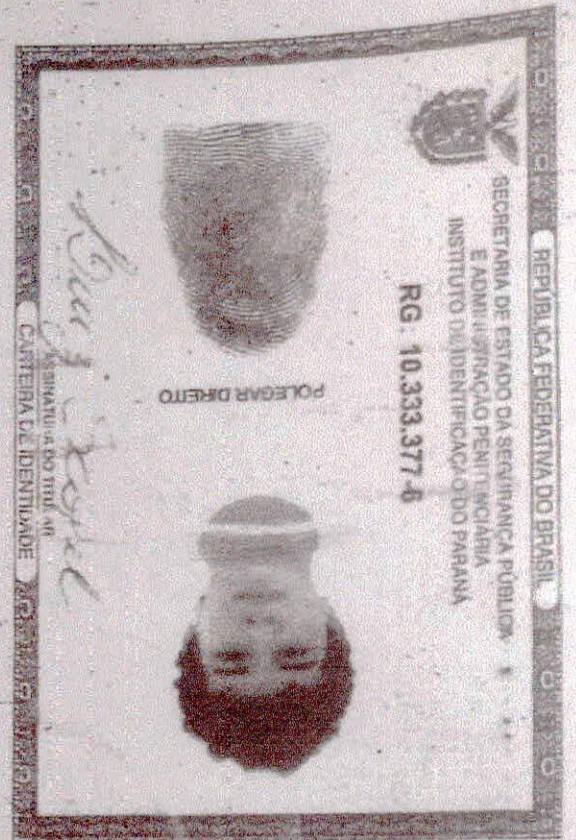 REPÚBLICA FEDERATIVA DO BRASIL
SECRETARIA DE ESTADO DA SEGURANÇA PÚBLICA
E ADMINISTRAÇÃO PENITENCIÁRIA
INSTITUTO DE IDENTIFICAÇÃO DO PARANÁ
RG: 10.333.377-6
POLEGAR DIREITO
ASSINATURA DO TITULAR
CARTEIRA DE IDENTIDADE